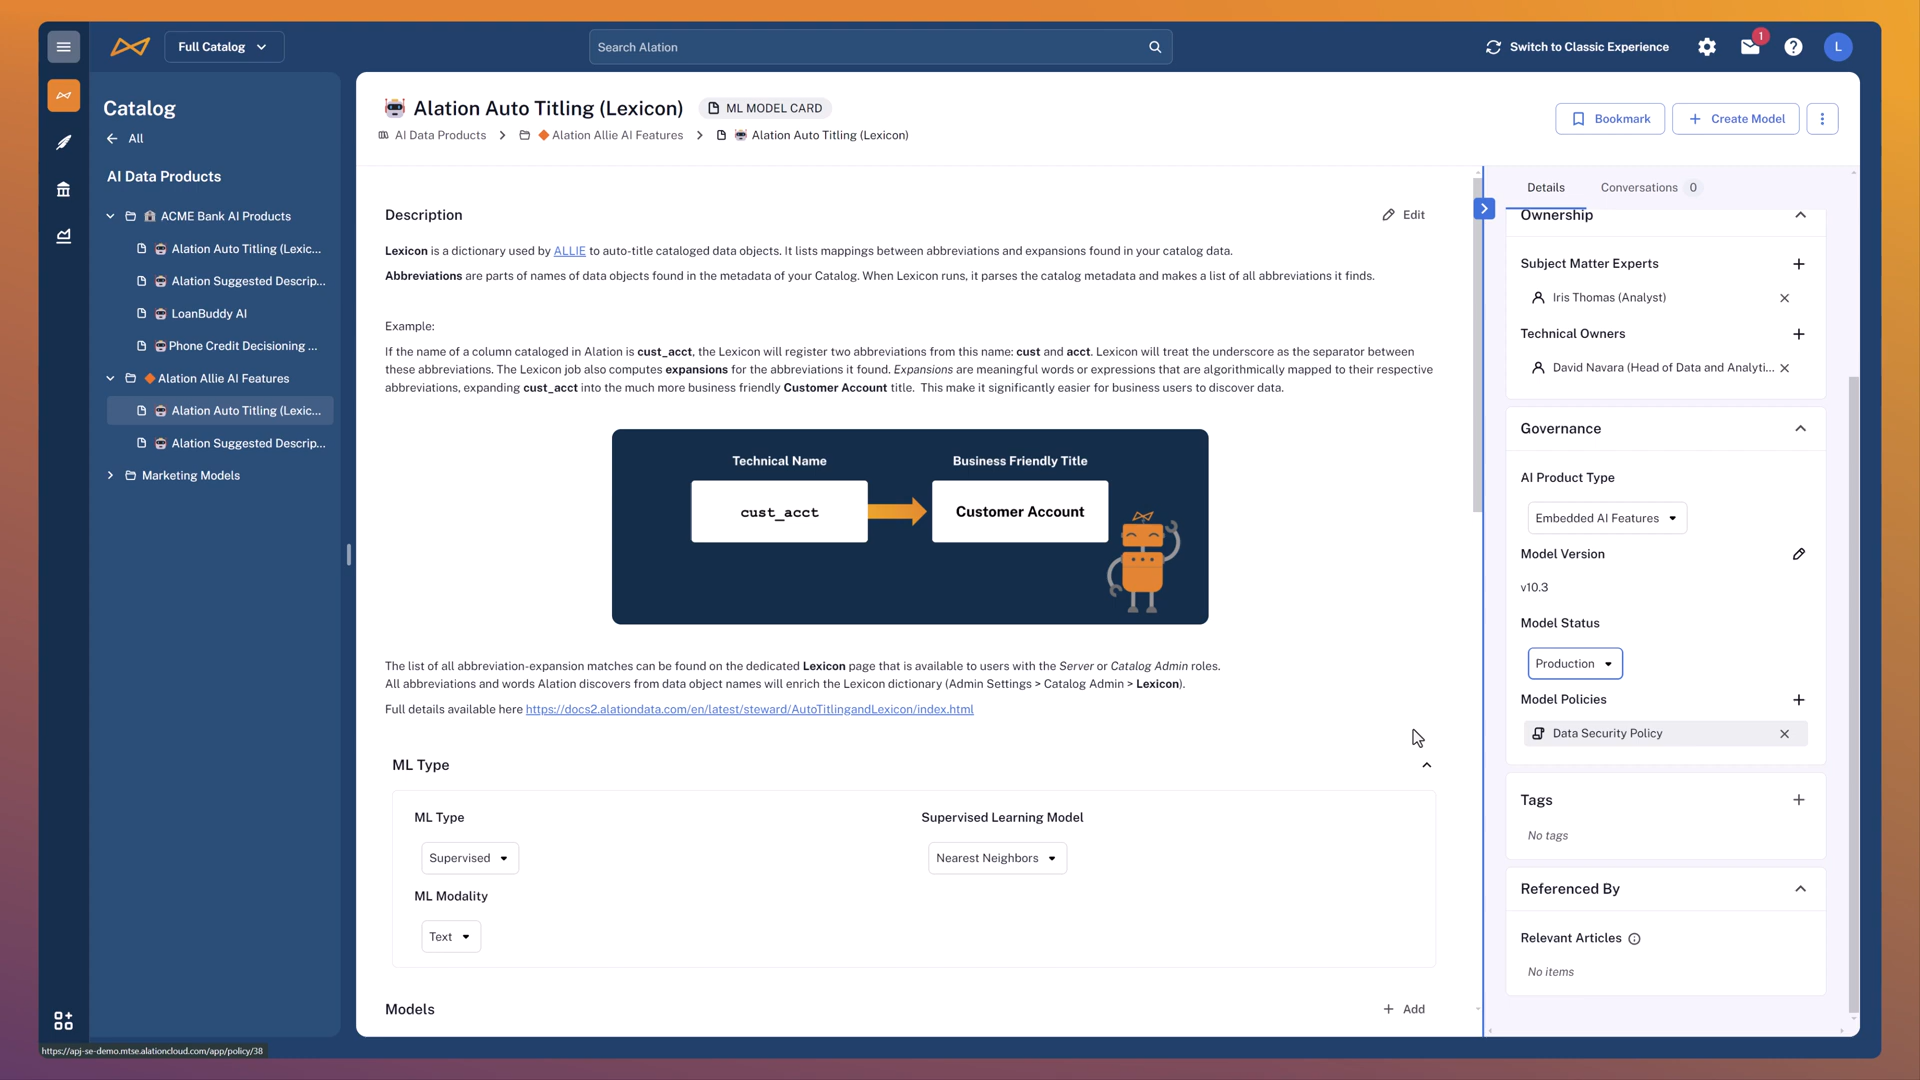 Full Catalog
Search Alation
Switch to Classic Experience
1
L
Catalog
All
AI Data Products
ACME Bank AI Products
Alation Auto Titling (Lexic...
Alation Suggested Descrip...
LoanBuddy AI
Phone Credit Decisioning ...
Alation Allie AI Features
Alation Auto Titling (Lexic...
Alation Suggested Descrip...
Marketing Models
Alation Auto Titling (Lexicon)
ML MODEL CARD
AI Data Products
Alation Allie AI Features
Alation Auto Titling (Lexicon)
Bookmark
Create Model
Description
Edit
Lexicon is a dictionary used by ALLIE to auto-title cataloged data objects. It lists mappings between abbreviations and expansions found in your catalog data.
Abbreviations are parts of names of data objects found in the metadata of your Catalog. When Lexicon runs, it parses the catalog metadata and makes a list of all abbreviations it finds.
Example:
If the name of a column cataloged in Alation is cust_acct, the Lexicon will register two abbreviations from this name: cust and acct. Lexicon will treat the underscore as the separator between
these abbreviations. The Lexicon job also computes expansions for the abbreviations it found. Expansions are meaningful words or expressions that are algorithmically mapped to their respective
abbreviations, expanding cust_acct into the much more business friendly Customer Account title. This make it significantly easier for business users to discover data.
Technical Name
Business Friendly Title
cust_acct
Customer Account
The list of all abbreviation-expansion matches can be found on the dedicated Lexicon page that is available to users with the Server or Catalog Admin roles.
All abbreviations and words Alation discovers from data object names will enrich the Lexicon dictionary (Admin Settings > Catalog Admin > Lexicon).
Full details available here https://docs2.alationdata.com/en/latest/steward/AutoTitlingandLexicon/index.html
ML Type
ML Type
Supervised Learning Model
Supervised
Nearest Neighbors
ML Modality
Text
Models
Add
Details
Conversations 0
Ownership
Subject Matter Experts
Iris Thomas (Analyst)
Technical Owners
David Navara (Head of Data and Analyti...
Governance
AI Product Type
Embedded AI Features
Model Version
v10.3
Model Status
Production
Model Policies
Data Security Policy
Tags
No tags
Referenced By
Relevant Articles
No items
https://apj-se-demo.mtse.alationcloud.com/app/policy/38